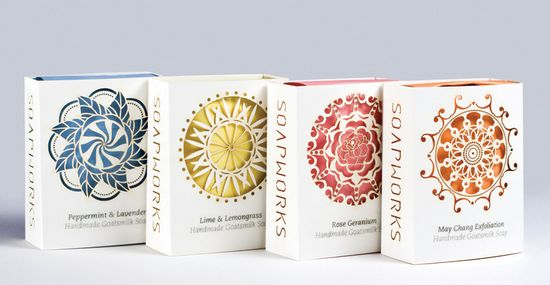 SOAPWORKS
Peppermint & Lavender
Handmade Goatsmilk Soap
SOAPWORKS
Lime & Lemongrass
Handmade Goatsmilk Soap
SOAPWORKS
Rose Geranium
Handmade Goatsmilk Soap
SOAPWORKS
May Chang Exfoliation
Handmade Goatsmilk Soap